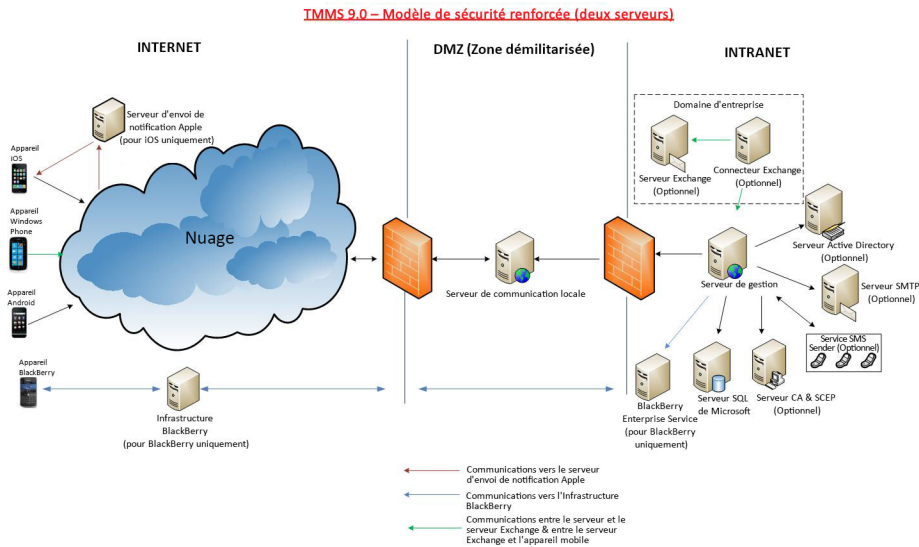 TMMS 9.0 – Modèle de sécurité renforcée (deux serveurs)
INTERNET
DMZ (Zone démilitarisée)
INTRANET
Serveur d'envoi de
notification Apple
(pour iOS uniquement)
Appareil
iOS
Appareil
Windows
Phone
Appareil
Android
Appareil
BlackBerry
Nuage
Infrastructure
BlackBerry
(pour BlackBerry uniquement)
Serveur de communication locale
Domaine d'entreprise
Serveur Exchange
(Optionnel)
Connecteur Exchange
(Optionnel)
Serveur Active Directory
(Optionnel)
Serveur de gestion
Serveur SMTP
(Optionnel)
Service SMS
Sender (Optionnel)
BlackBerry
Enterprise Service
(pour BlackBerry
uniquement)
Serveur SQL
de Microsoft
Serveur CA & SCEP
(Optionnel)
Communications vers le serveur
d'envoi de notification Apple
Communications vers l'Infrastructure
BlackBerry
Communications entre le serveur et le
serveur Exchange & entre le serveur
Exchange et l'appareil mobile